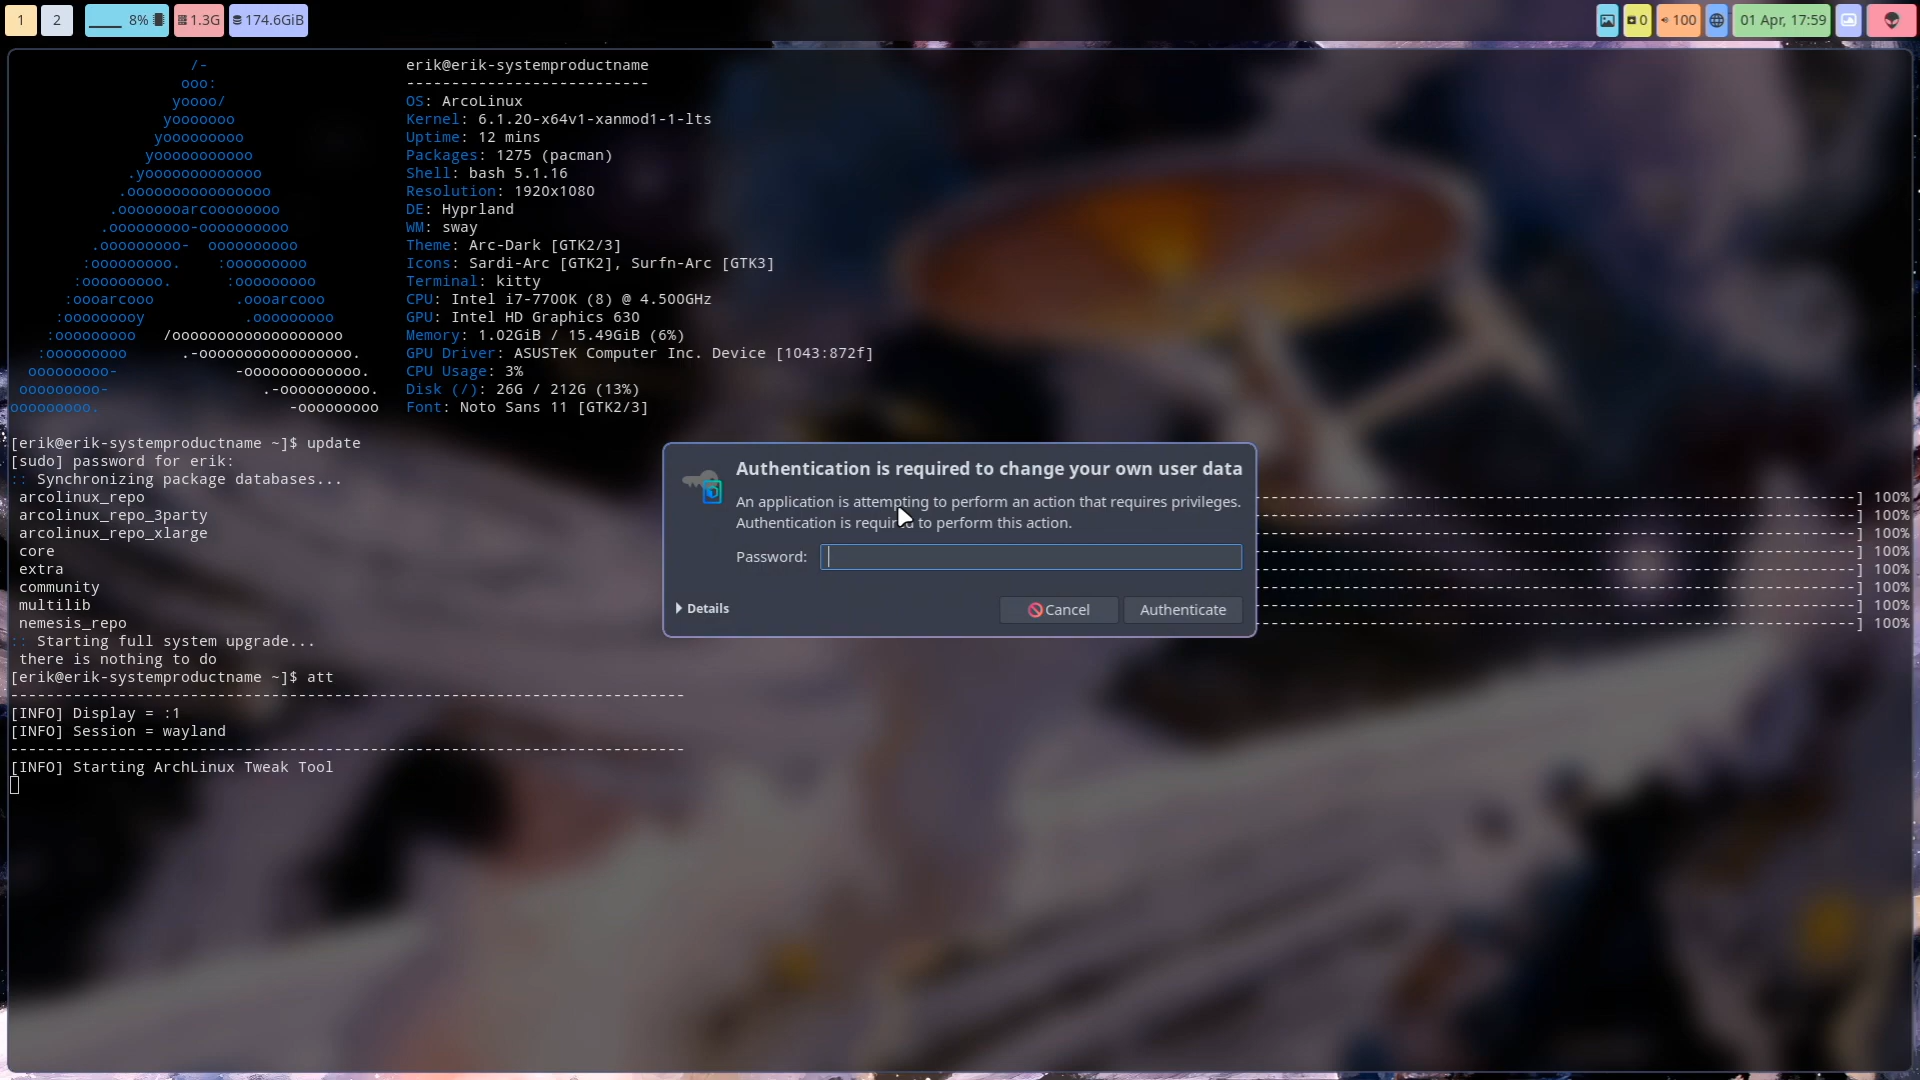 1 2 8% 1.3G 174.6GiB 0 100 01 Apr, 17:59
/- erik@erik-systemproductname
ooo: --------------------------
yoooo/ OS: ArcoLinux
yooooooo Kernel: 6.1.20-x64v1-xanmod1-1-lts
yooooooooo Uptime: 12 mins
yooooooooooo Packages: 1275 (pacman)
.yooooooooooooo Shell: bash 5.1.16
.oooooooooooooooo Resolution: 1920x1080
.oooooooarcoooooooo DE: Hyprland
.ooooooooo-oooooooooo WM: sway
.ooooooooo-  oooooooooo Theme: Arc-Dark [GTK2/3]
:ooooooooo.    :ooooooooo Icons: Sardi-Arc [GTK2], Surfn-Arc [GTK3]
:ooooooooo.      :ooooooooo Terminal: kitty
:oooarcooo         .oooarcooo CPU: Intel i7-7700K (8) @ 4.500GHz
:ooooooooy           .ooooooooo GPU: Intel HD Graphics 630
:ooooooooo   /ooooooooooooooooooo Memory: 1.02GiB / 15.49GiB (6%)
:ooooooooo      .-ooooooooooooooooo. GPU Driver: ASUSTeK Computer Inc. Device [1043:872f]
ooooooooo-             -ooooooooooooo. CPU Usage: 3%
ooooooooo-                 .-oooooooooo. Disk (/): 26G / 212G (13%)
ooooooooo.                     -ooooooooo Font: Noto Sans 11 [GTK2/3]
[erik@erik-systemproductname ~]$ update
[sudo] password for erik:
:: Synchronizing package databases...
arcolinux_repo ] 100%
arcolinux_repo_3party ] 100%
arcolinux_repo_xlarge ] 100%
core ] 100%
extra ] 100%
community ] 100%
multilib ] 100%
nemesis_repo ] 100%
:: Starting full system upgrade...
there is nothing to do
[erik@erik-systemproductname ~]$ att
---------------------------------------------------------------------------
[INFO] Display = :1
[INFO] Session = wayland
---------------------------------------------------------------------------
[INFO] Starting ArchLinux Tweak Tool
Authentication is required to change your own user data
An application is attempting to perform an action that requires privileges.
Authentication is required to perform this action.
Password:
Details Cancel Authenticate